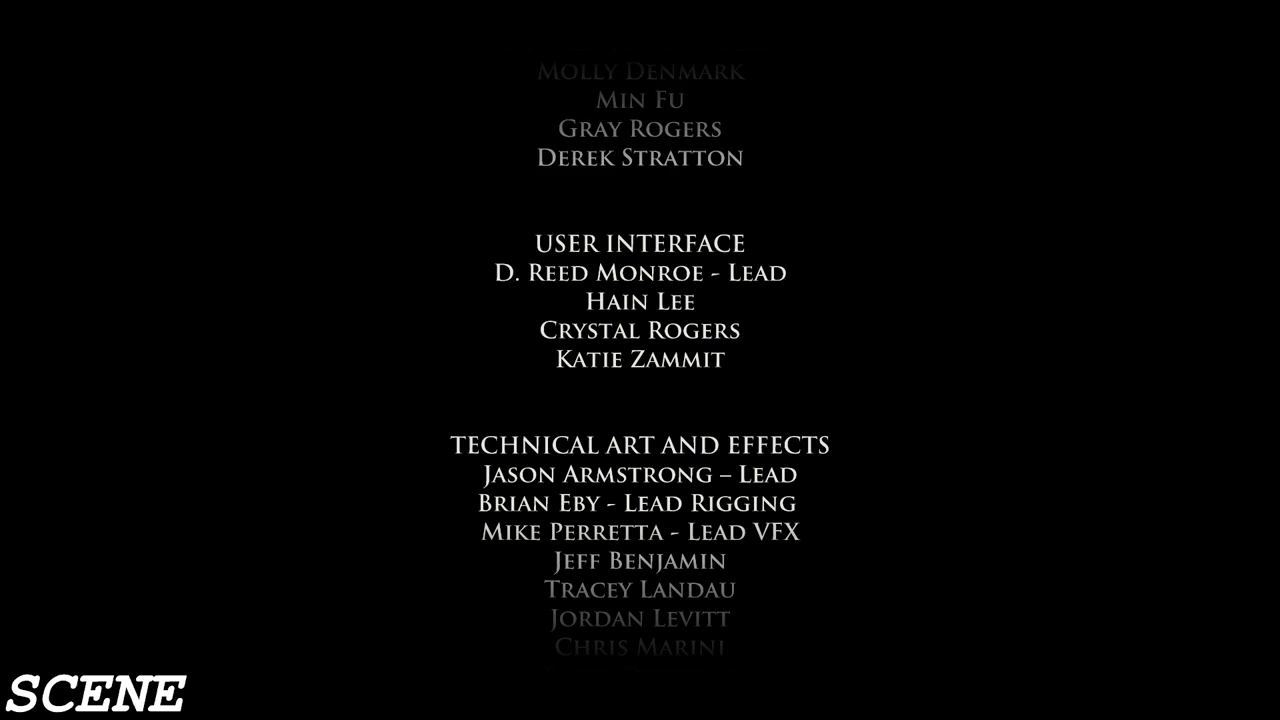 MOLLY DENMARK
MIN FU
GRAY ROGERS
DEREK STRATTON
USER INTERFACE
D. REED MONROE - LEAD
HAIN LEE
CRYSTAL ROGERS
KATIE ZAMMIT
TECHNICAL ART AND EFFECTS
JASON ARMSTRONG – LEAD
BRIAN EBY - LEAD RIGGING
MIKE PERRETTA - LEAD VFX
JEFF BENJAMIN
TRACEY LANDAU
JORDAN LEVITT
CHRIS MARINI
SCENE